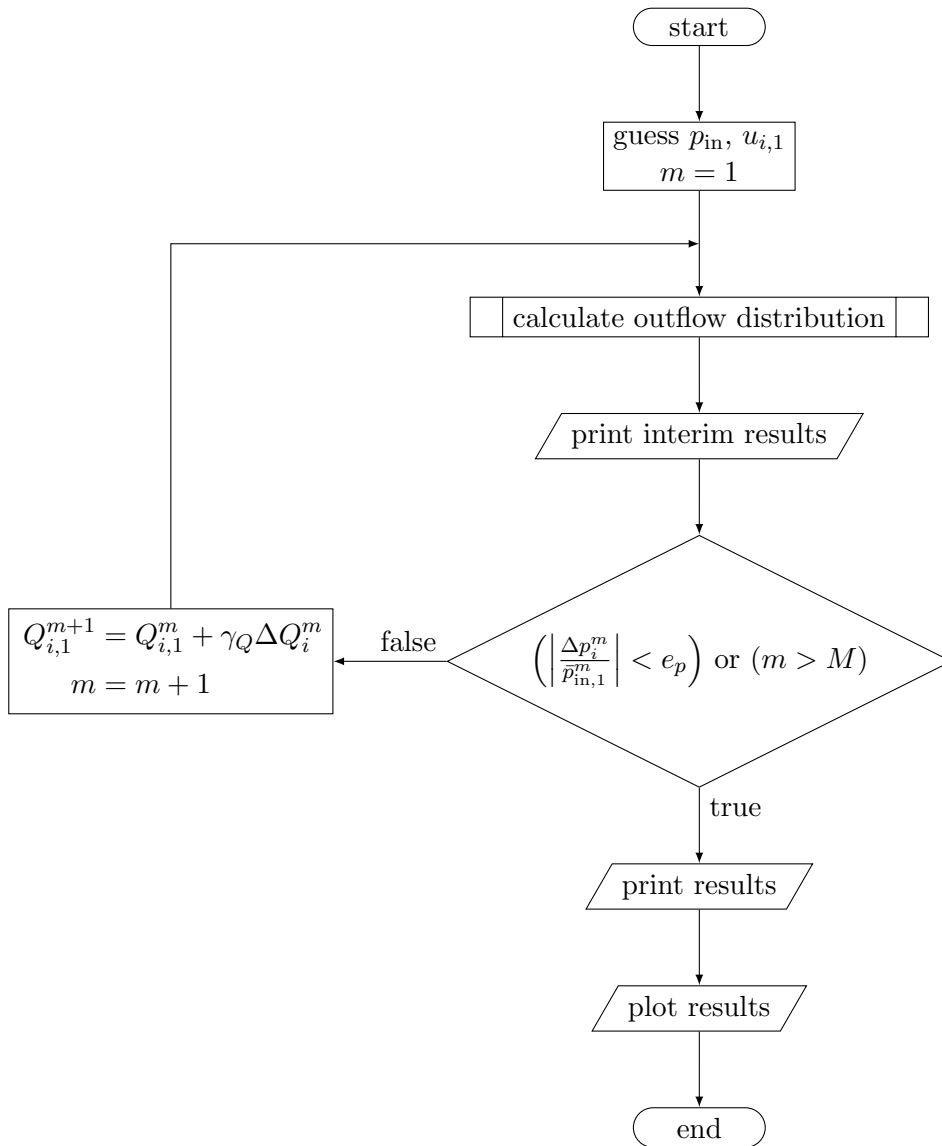 start
guess $p_{\text{in}}$, $u_{i,1}$
$m = 1$
calculate outflow distribution
print interim results
$\left( \left| \frac{\Delta p_i^m}{\bar{p}_{\text{in},1}^m} \right| < e_p \right)$ or $(m > M)$
false
$Q_{i,1}^{m+1} = Q_{i,1}^m + \gamma_Q \Delta Q_i^m$
$m = m + 1$
true
print results
plot results
end